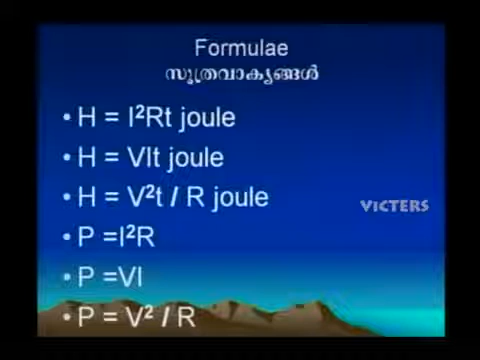 Formulae
സൂത്രവാക്യങ്ങൾ
• H = I²Rt joule
• H = VIt joule
• H = V²t / R joule
VICTERS
• P =I²R
• P =VI
• P = V² / R